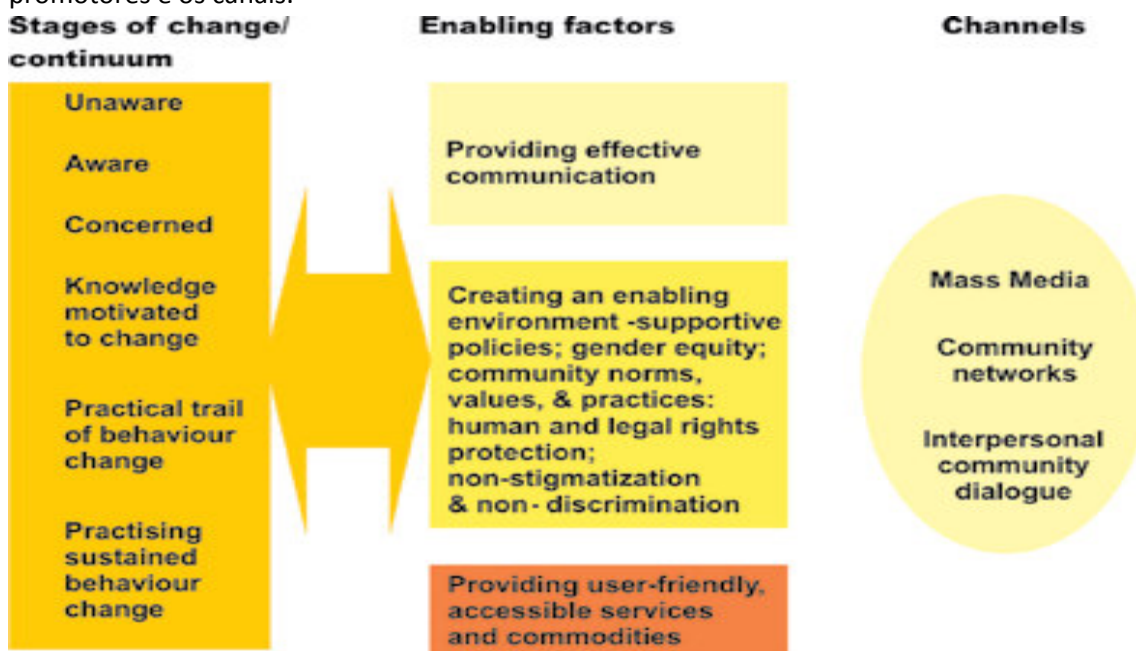 promotores e os canais.
Stages of change/
continuum
Unaware
Aware
Concerned
Knowledge
motivated
to change
Practical trail
of behaviour
change
Practising
sustained
behaviour
change
Enabling factors
Providing effective
communication
Creating an enabling
environment -supportive
policies; gender equity;
community norms,
values, & practices:
human and legal rights
protection;
non-stigmatization
& non- discrimination
Providing user-friendly,
accessible services
and commodities
Channels
Mass Media
Community
networks
Interpersonal
community
dialogue